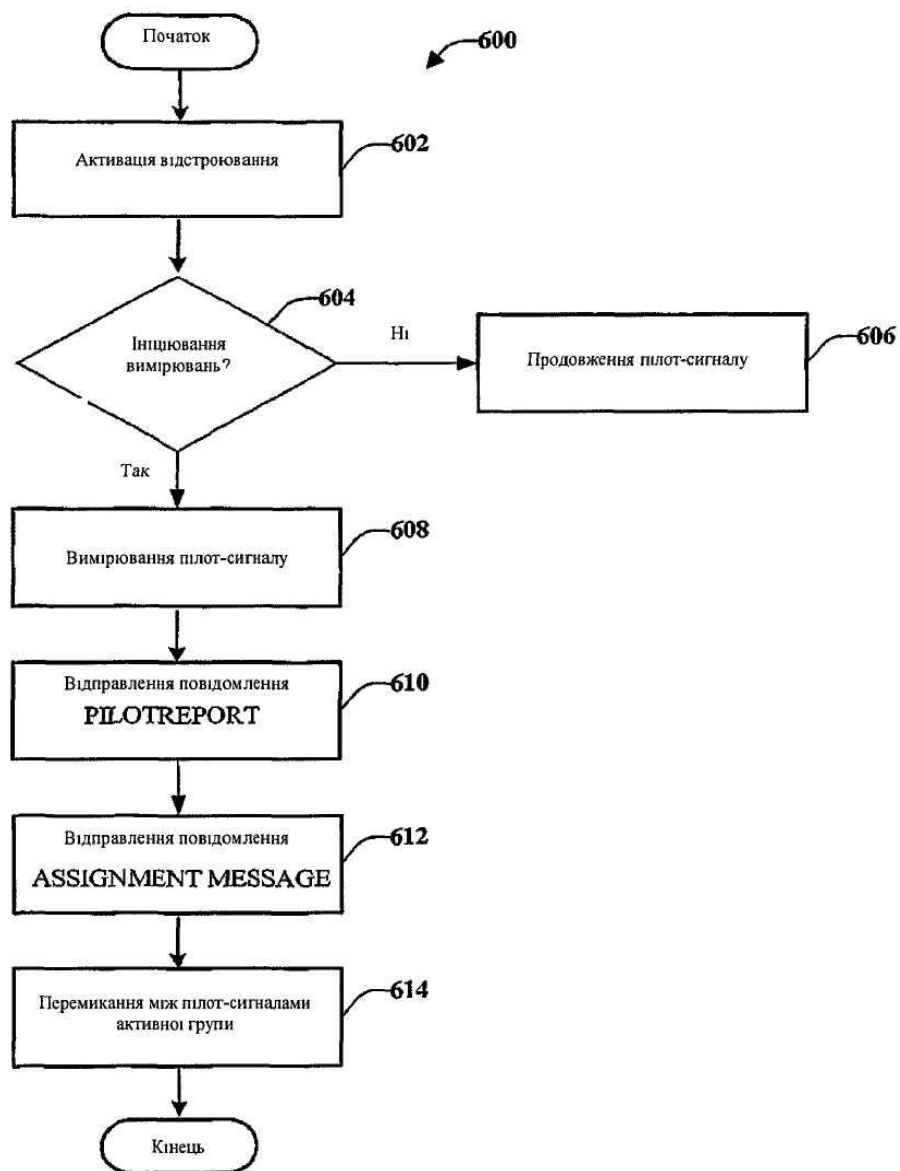 Початок
600
Активація відстроювання
602
604
Ініціювання
вимірювань?
Ні
Продовження пілот-сигналу
606
Так
Вимірювання пілот-сигналу
608
Відправлення повідомлення
PILOTREPORT
610
Відправлення повідомлення
ASSIGNMENT MESSAGE
612
Перемикання між пілот-сигналами
активної групи
614
Кінець